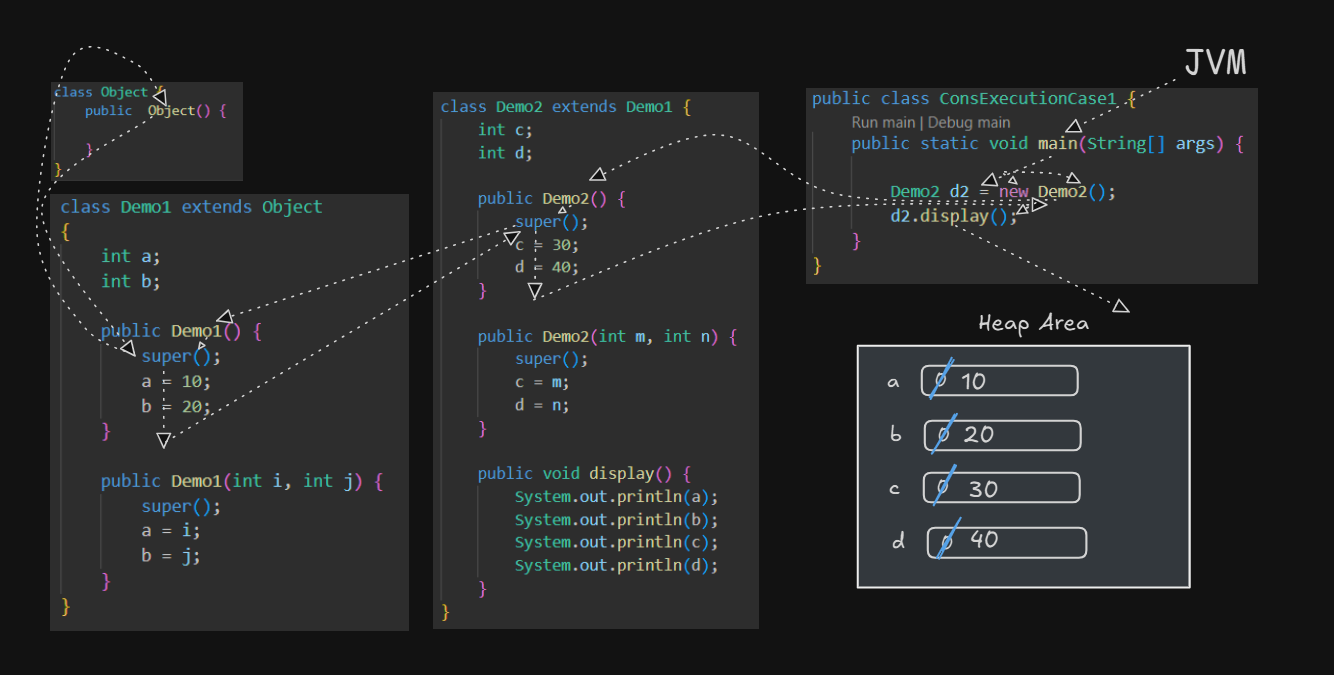 class Object {
public Object() {
}
}
class Demo1 extends Object
{
int a;
int b;
public Demo1() {
super();
a = 10;
b = 20;
}
public Demo1(int i, int j) {
super();
a = i;
b = j;
}
}
class Demo2 extends Demo1 {
int c;
int d;
public Demo2() {
super();
c = 30;
d = 40;
}
public Demo2(int m, int n) {
super();
c = m;
d = n;
}
public void display() {
System.out.println(a);
System.out.println(b);
System.out.println(c);
System.out.println(d);
}
}
JVM
public class ConsExecutionCase1 {
Run main | Debug main
public static void main(String[] args) {
Demo2 d2 = new Demo2();
d2.display();
}
}
Heap Area
a 0 10
b 0 20
c 0 30
d 0 40